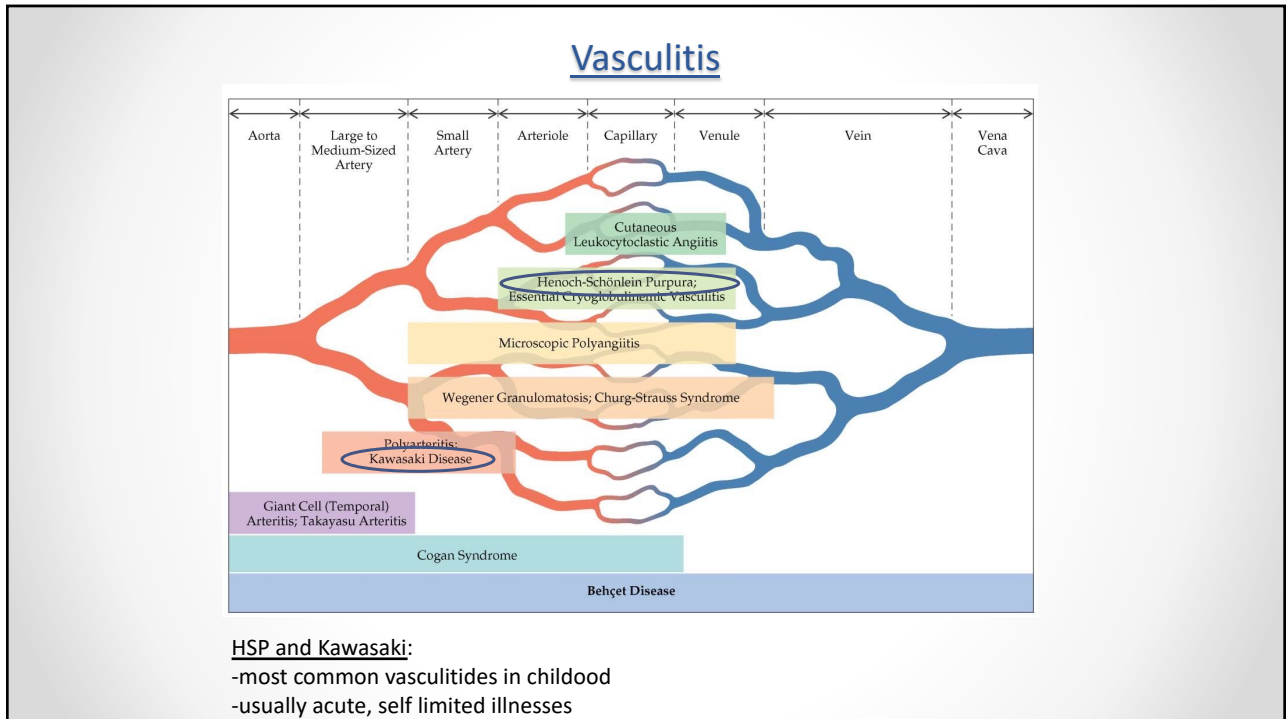 Vasculitis
Aorta
Large to
Medium-Sized
Artery
Small
Artery
Arteriole
Capillary
Venule
Vein
Vena
Cava
Cutaneous
Leukocytoclastic Angiitis
Henoch-Schönlein Purpura;
Essential Cryoglobulinemic Vasculitis
Microscopic Polyangiitis
Wegener Granulomatosis; Churg-Strauss Syndrome
Polyarteritis;
Kawasaki Disease
Giant Cell (Temporal)
Arteritis; Takayasu Arteritis
Cogan Syndrome
Behçet Disease
HSP and Kawasaki:
-most common vasculitides in childood
-usually acute, self limited illnesses